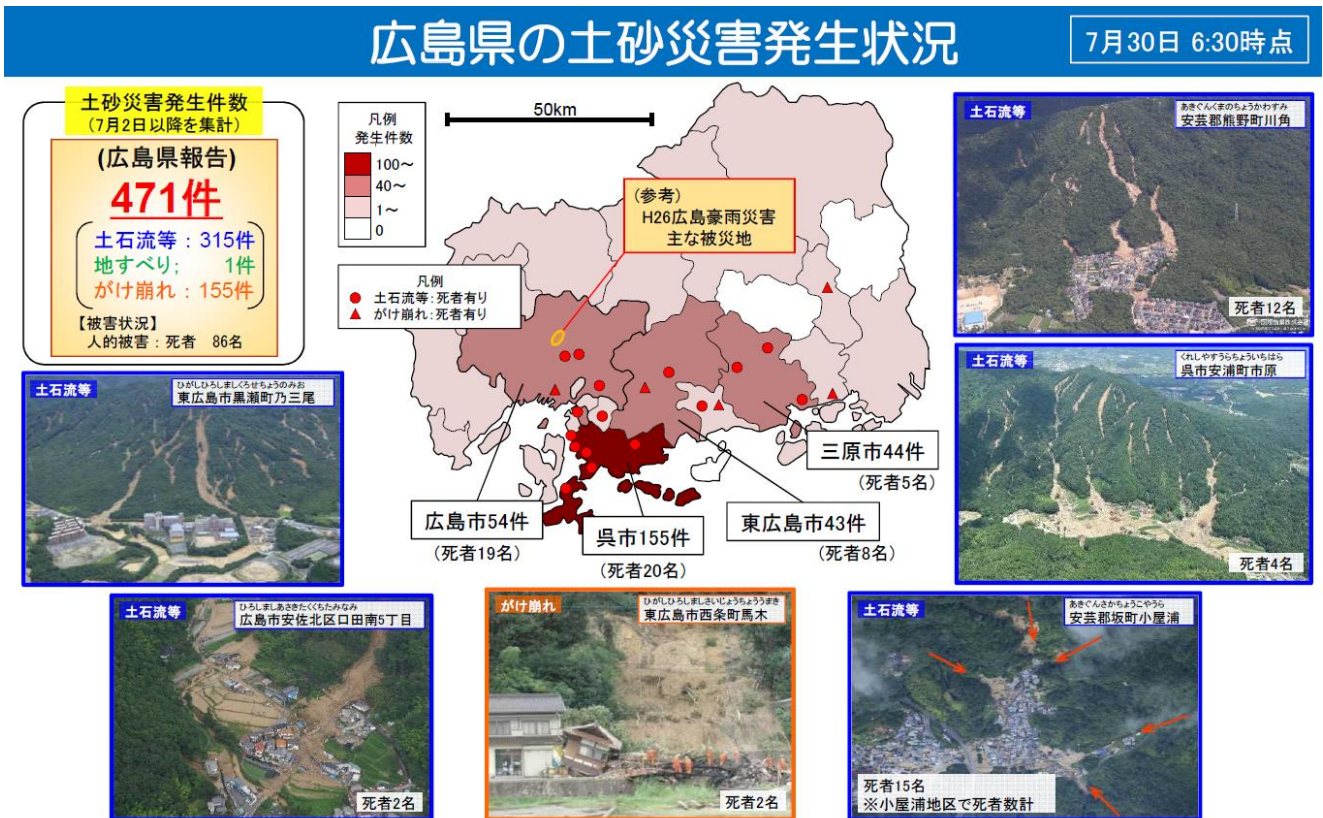 広島県の土砂災害発生状況
7月30日 6:30時点
土砂災害発生件数
(7月2日以降を集計)
(広島県報告)
471件
土石流等：315件
地すべり; 1件
がけ崩れ：155件
【被害状況】
人的被害：死者 86名
凡例
発生件数
100～
40～
1～
0
50km
(参考)
H26広島豪雨災害
主な被災地
凡例
土石流等：死者有り
がけ崩れ：死者有り
広島市54件
(死者19名)
呉市155件
(死者20名)
東広島市43件
(死者8名)
三原市44件
(死者5名)
土石流等
あきぐんくまのちょうかわすみ
安芸郡熊野町川角
死者12名
土石流等
くれしやすうらちょういちはら
呉市安浦町市原
死者4名
土石流等
ひがしひろしましくろせちょうのみお
東広島市黒瀬町乃三尾
土石流等
ひろしましあさきたくちたみなみ
広島市安佐北区口田南5丁目
死者2名
がけ崩れ
ひがしひろしましさいじょうちょううまき
東広島市西条町馬木
死者2名
土石流等
あきぐんさかちょうこやうら
安芸郡坂町小屋浦
死者15名
※小屋浦地区で死者数計